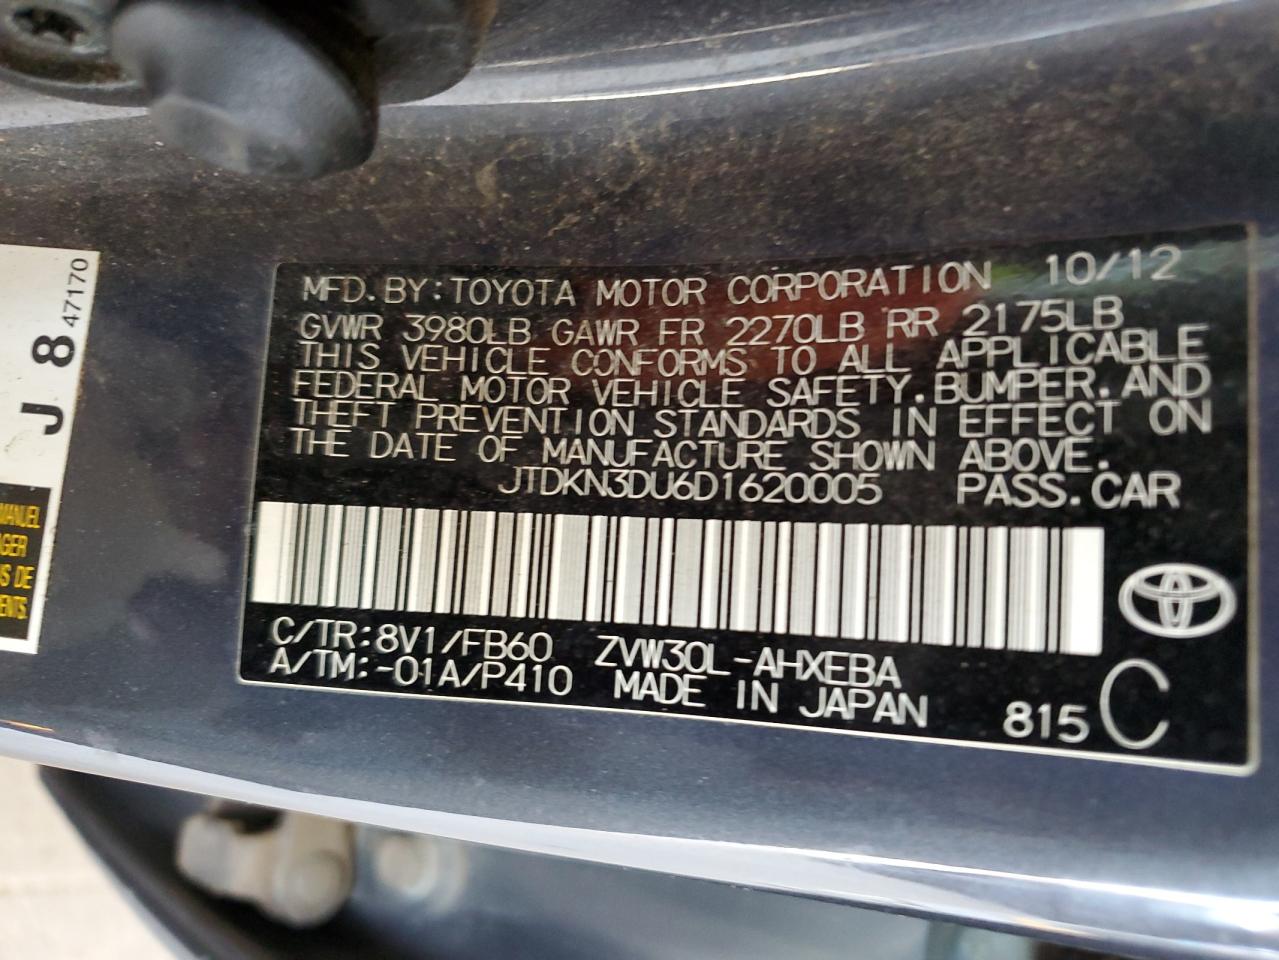 MFD.BY:TOYOTA MOTOR CORPORATION 10/12
GVWR 3980LB GAWR FR 2270LB RR 2175LB
THIS VEHICLE CONFORMS TO ALL APPLICABLE
FEDERAL MOTOR VEHICLE SAFETY.BUMPER.AND
THEFT PREVENTION STANDARDS IN EFFECT ON
THE DATE OF MANUFACTURE SHOWN ABOVE.
JTDKN3DU6D1620005 PASS.CAR
C/TR:8V1/FB60 ZVW30L-AHXEBA
A/TM:-01A/P410 MADE IN JAPAN 815 C
J 8 47170
MANUEL
DE